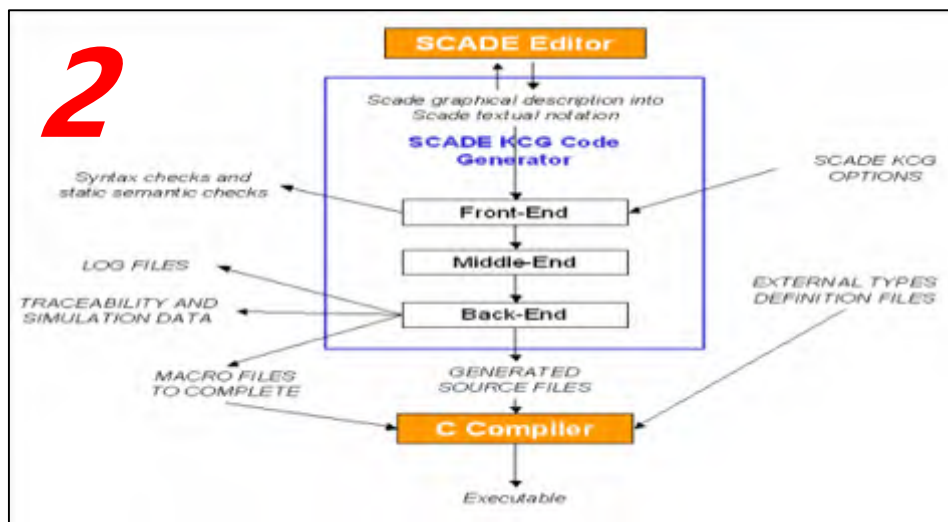 2
SCADE Editor
Scade graphical description into
Scade textual notation
SCADE KCG Code
Generator
Syntax checks and
static semantic checks
SCADE KCG
OPTIONS
Front-End
Middle-End
LOG FILES
EXTERNAL TYPES
DEFINITION FILES
TRACEABILITY AND
SIMULATION DATA
Back-End
MACRO FILES
TO COMPLETE
GENERATED
SOURCE FILES
C Compiler
Executable